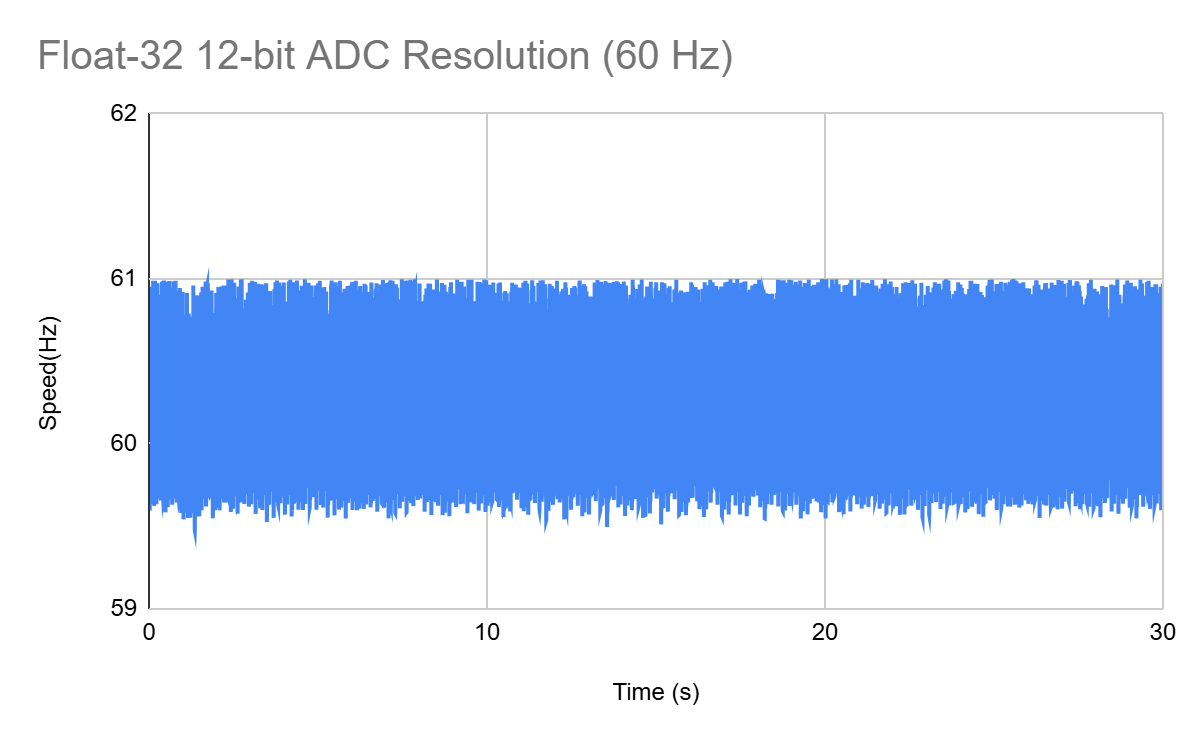 Float-32 12-bit ADC Resolution (60 Hz)
62
61
60
59
Speed(Hz)
0 10 20 30
Time (s)